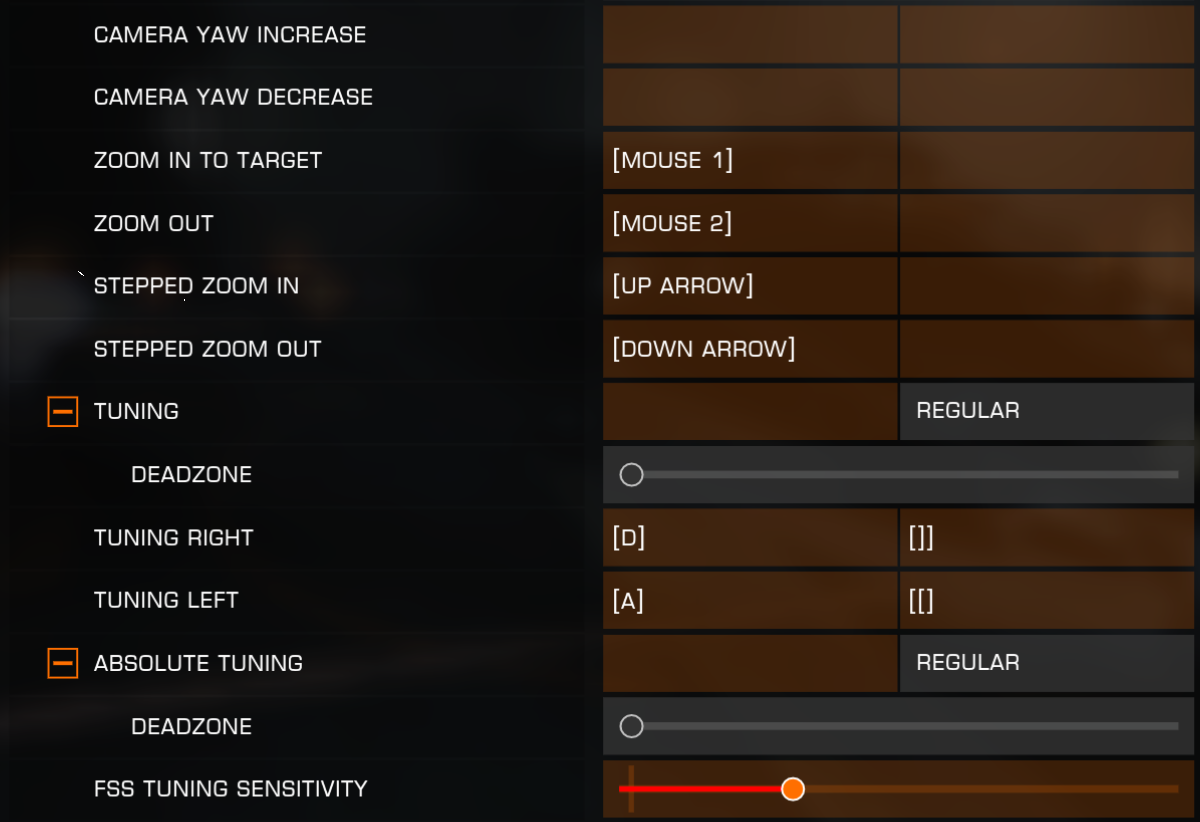 CAMERA YAW INCREASE
CAMERA YAW DECREASE
ZOOM IN TO TARGET [MOUSE 1]
ZOOM OUT [MOUSE 2]
STEPPED ZOOM IN [UP ARROW]
STEPPED ZOOM OUT [DOWN ARROW]
TUNING REGULAR
DEADZONE
TUNING RIGHT [D] []]
TUNING LEFT [A] [[]
ABSOLUTE TUNING REGULAR
DEADZONE
FSS TUNING SENSITIVITY